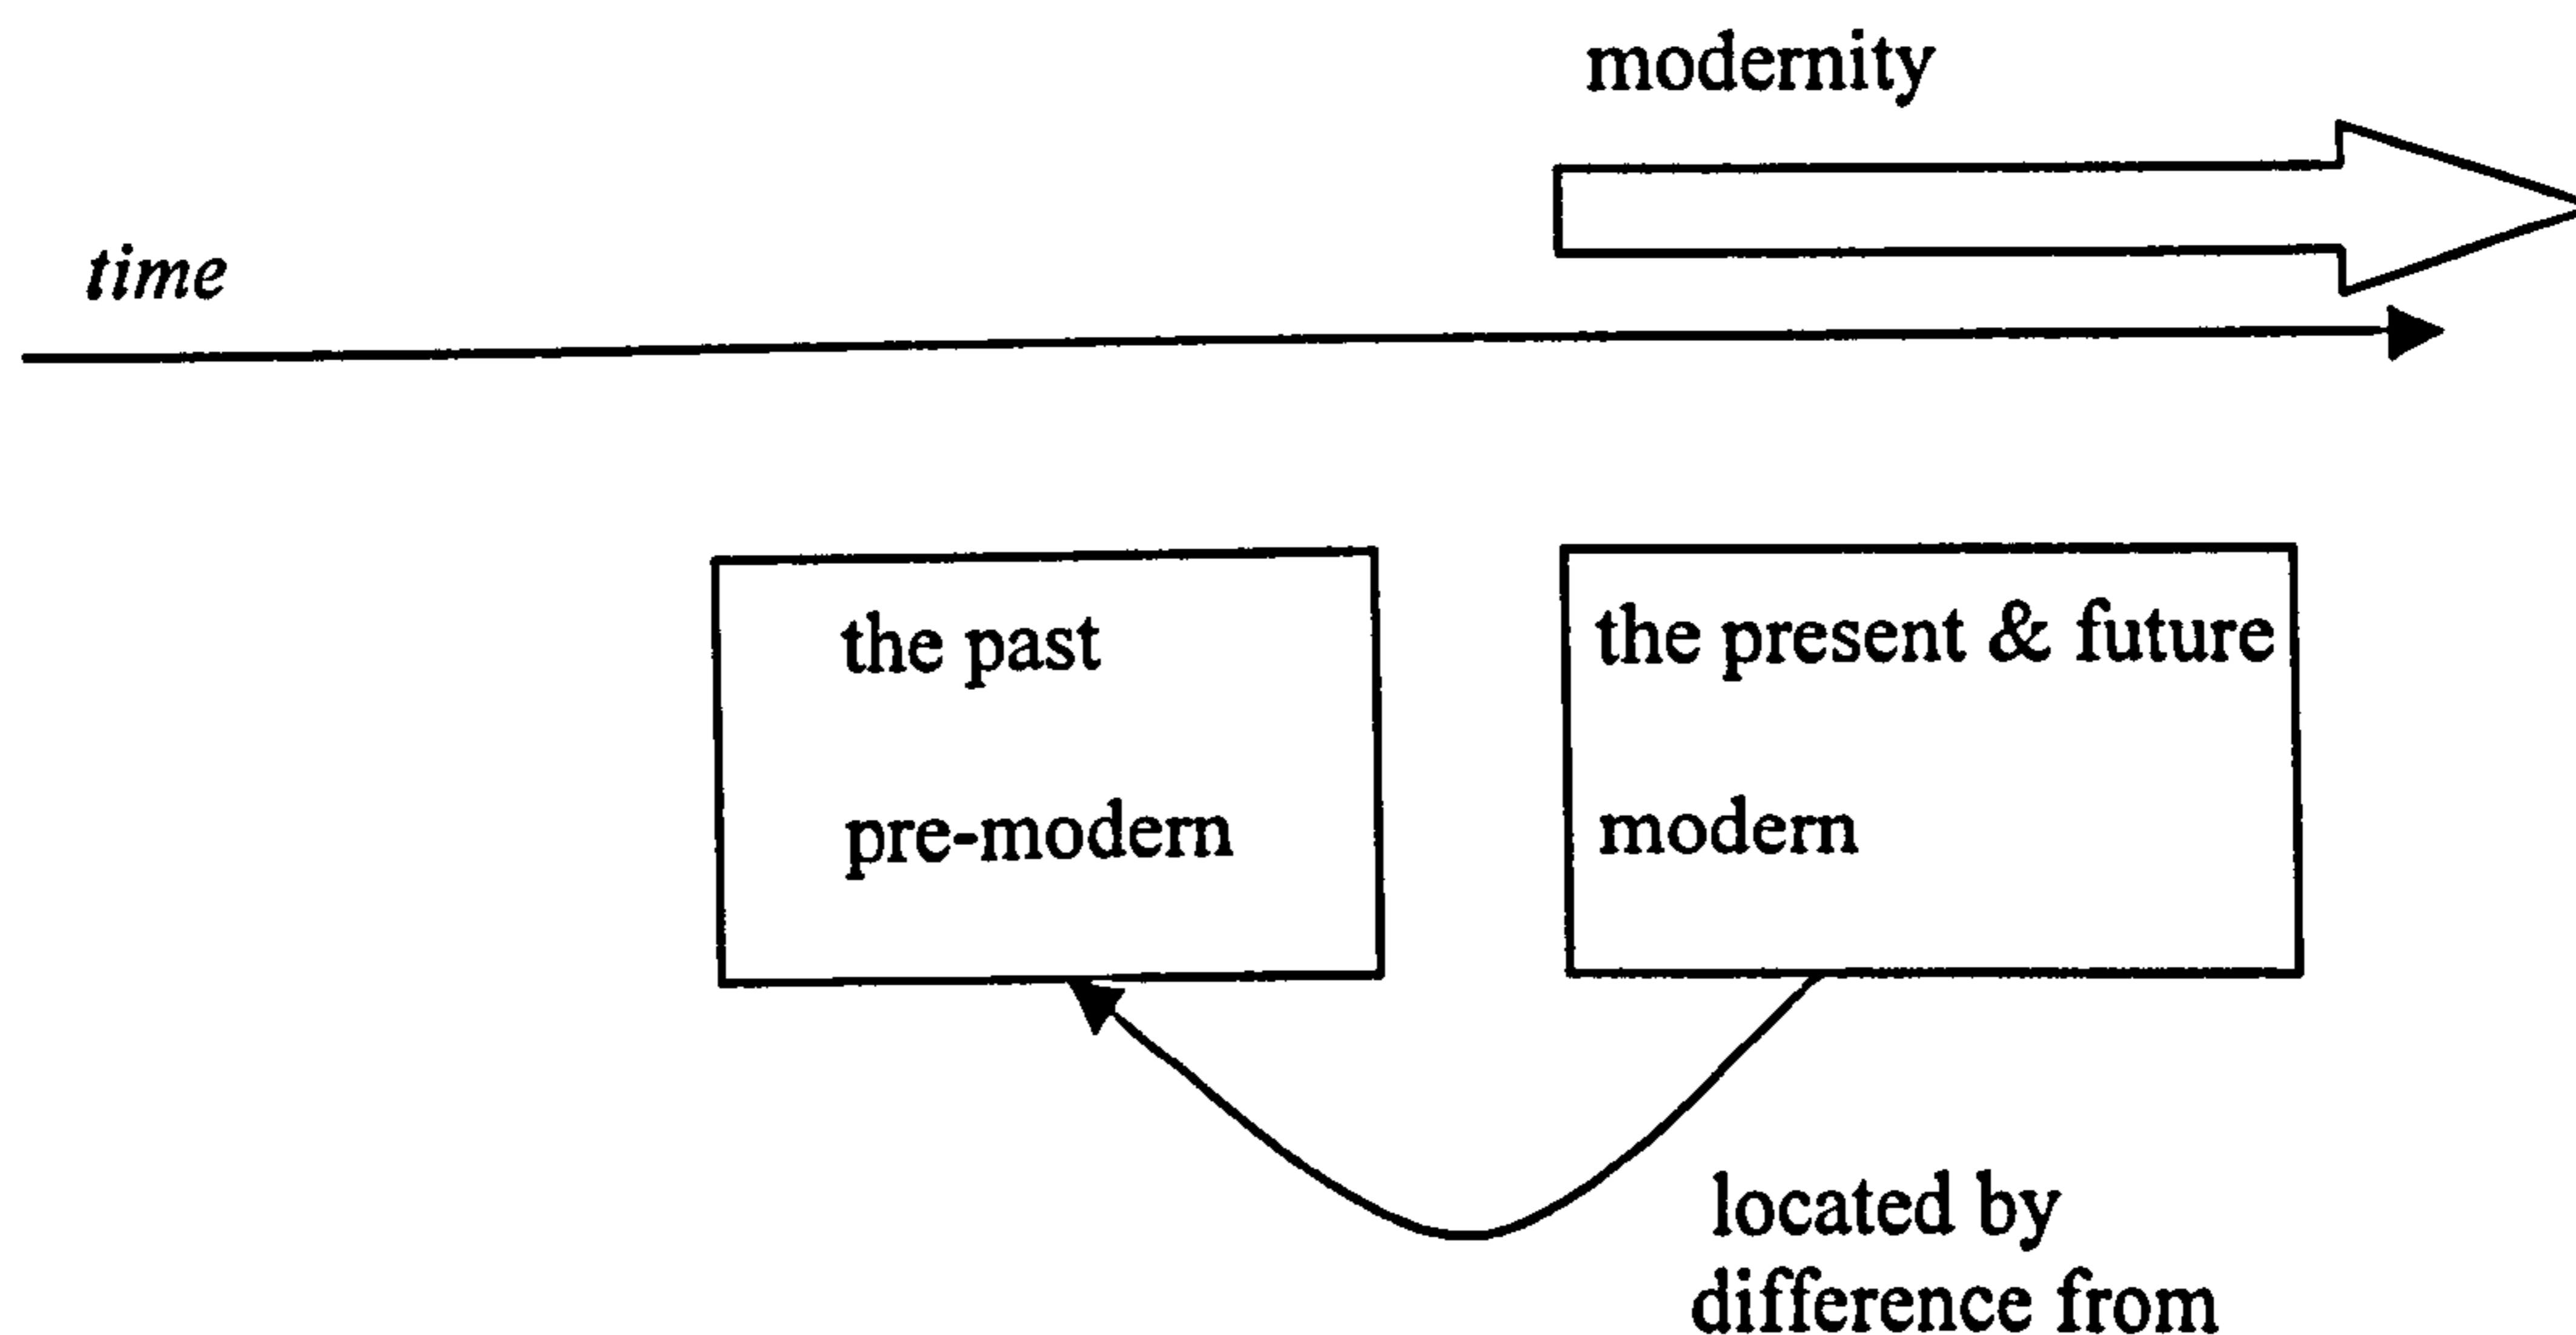 modernity
time
the past
pre-modern
the present & future
modern
located by
difference from